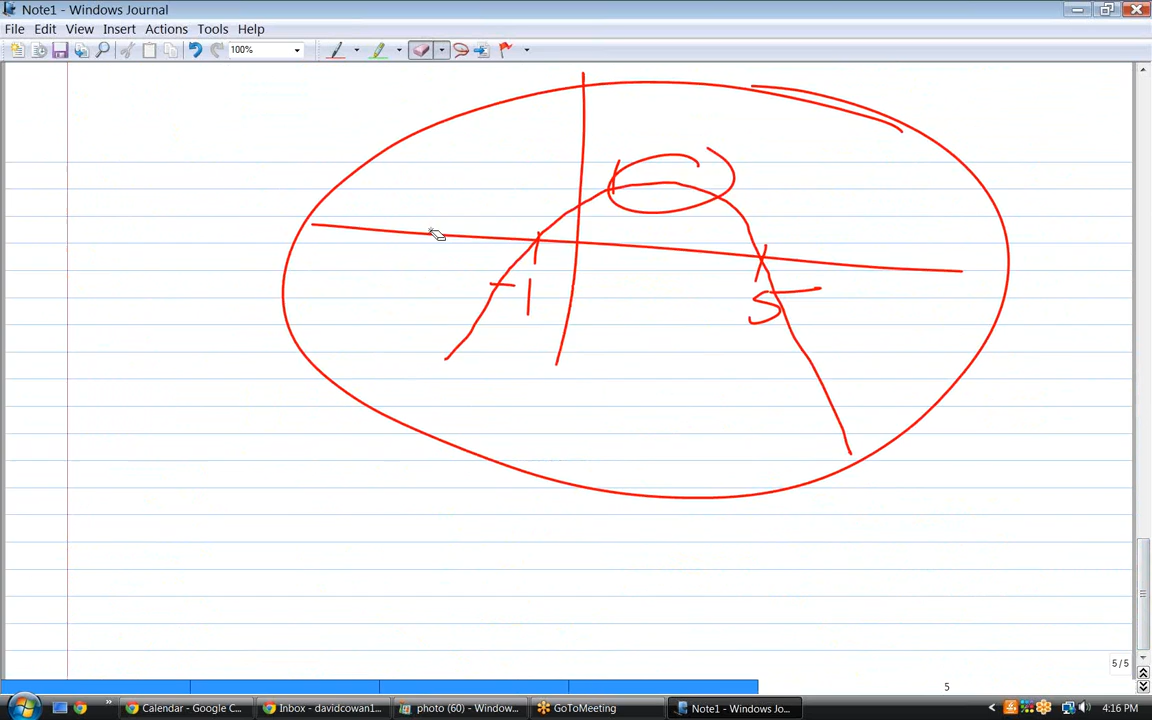 Note1 - Windows Journal
File Edit View Insert Actions Tools Help
100%
-1
5
5/5
5
Calendar - Google C...
Inbox - davidcowan1...
photo (60) - Window...
GoToMeeting
Note1 - Windows Jo...
4:16 PM